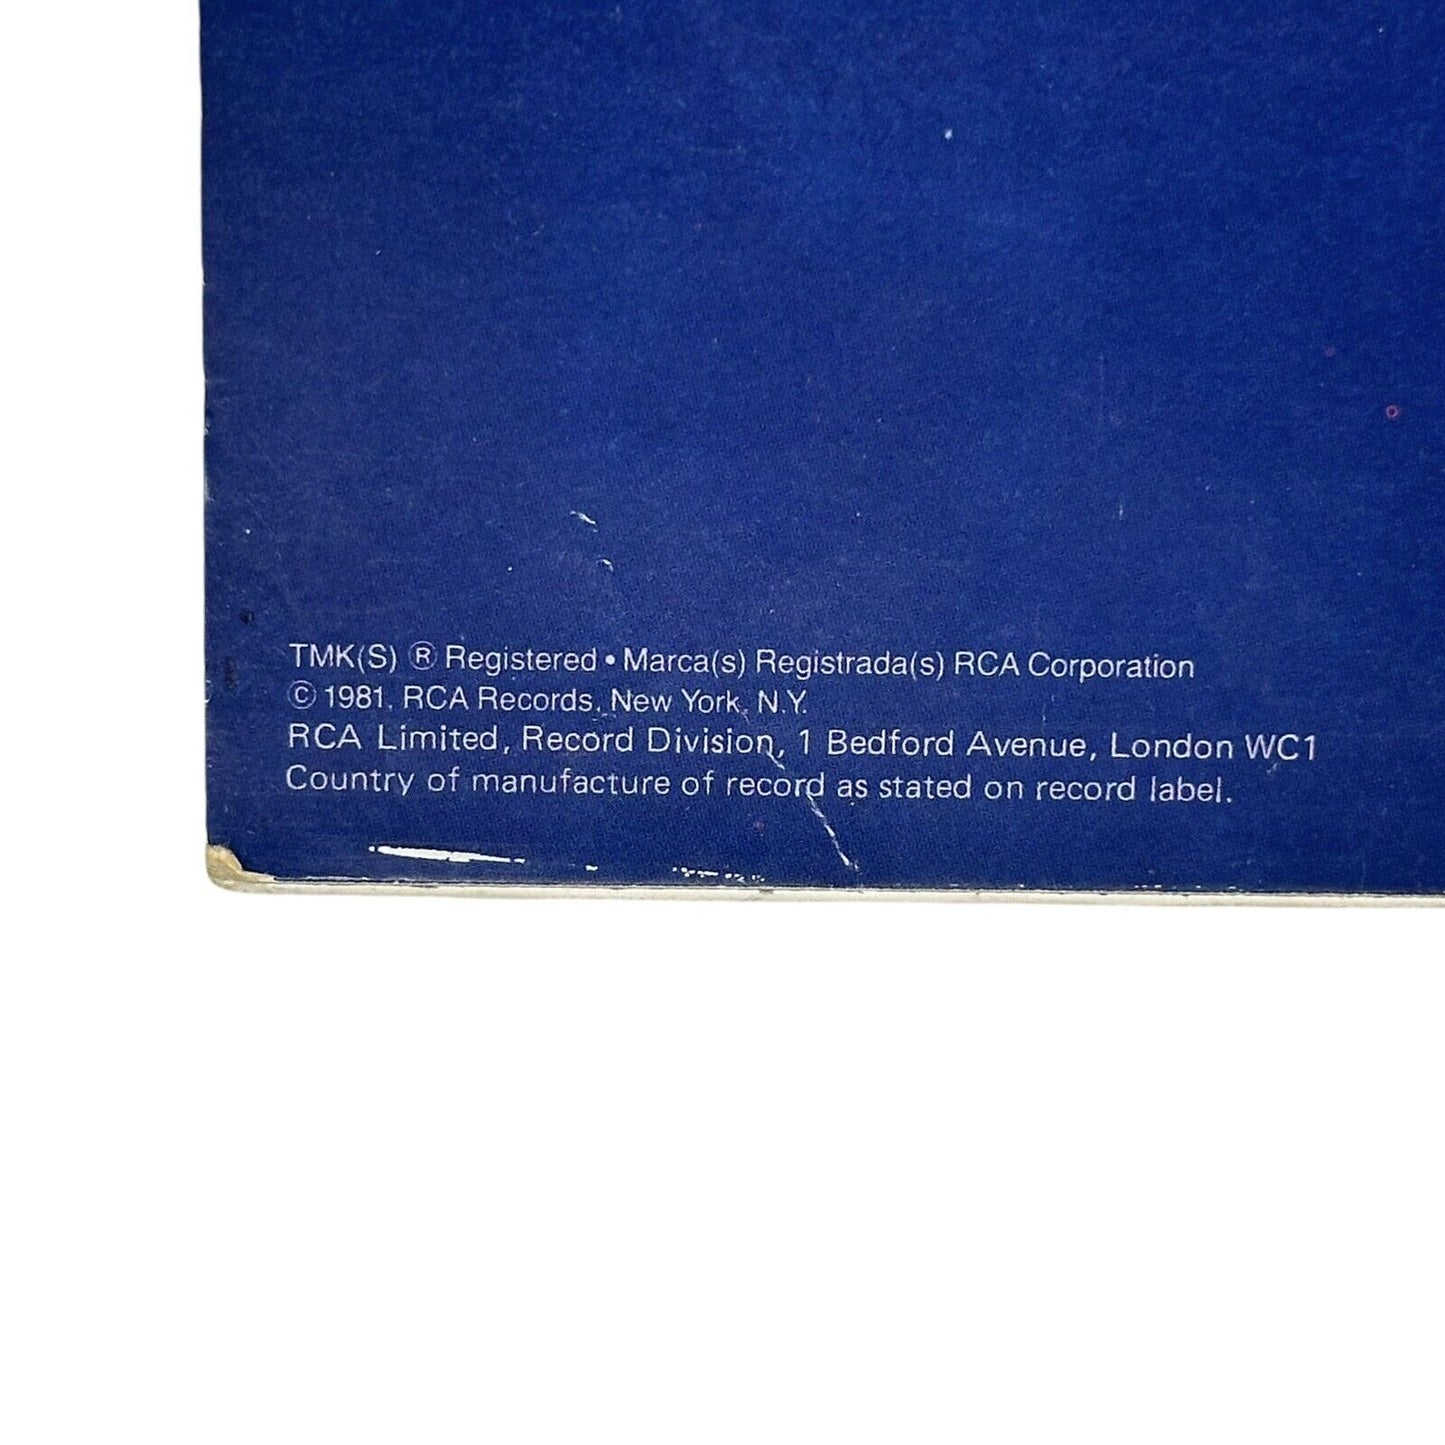 TMK(S) ® Registered • Marca(s) Registrada(s) RCA Corporation
© 1981, RCA Records, New York, N.Y.
RCA Limited, Record Division, 1 Bedford Avenue, London WC1
Country of manufacture of record as stated on record label.